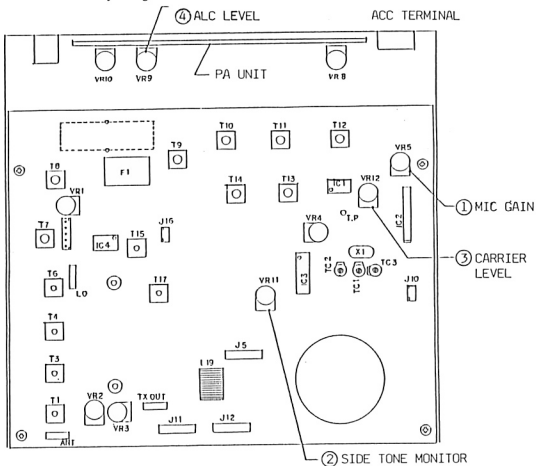 ④ ALC LEVEL
ACC TERMINAL
PA UNIT
VR10
VR9
VR8
T10
T11
T12
T9
VR5
T8
F1
IC1
VR12
T14
T13
① MIC GAIN
VR1
T.P
IC2
T7
J16
VR4
IC4
T15
X1
③ CARRIER
LEVEL
TC2
TC3
TC1
IC3
T6
L0
T17
VR11
J10
T4
J5
T3
L19
T1
VR2
VR3
TX OUT
ANT
J11
J12
② SIDE TONE MONITOR